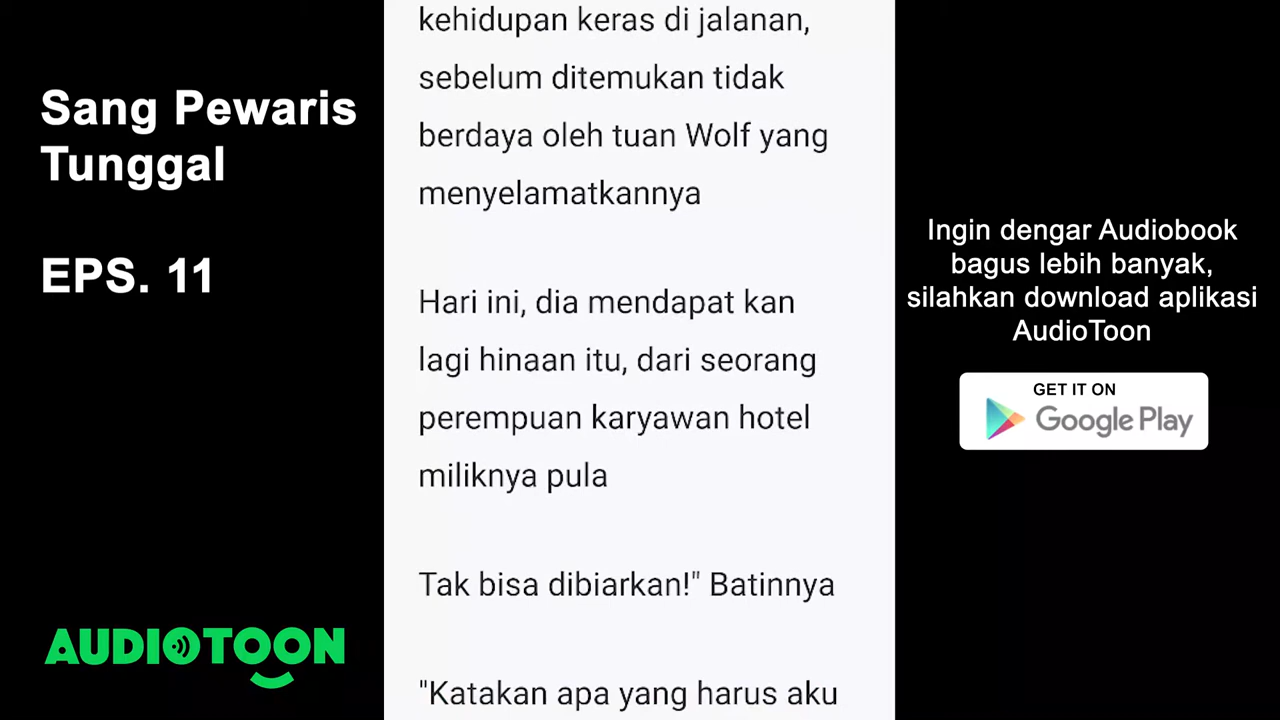 Sang Pewaris
Tunggal
EPS. 11
AUDIOTOON
kehidupan keras di jalanan,
sebelum ditemukan tidak
berdaya oleh tuan Wolf yang
menyelamatkannya
Hari ini, dia mendapat kan
lagi hinaan itu, dari seorang
perempuan karyawan hotel
miliknya pula
Tak bisa dibiarkan!" Batinnya
"Katakan apa yang harus aku
Ingin dengar Audiobook
bagus lebih banyak,
silahkan download aplikasi
AudioToon
GET IT ON
Google Play